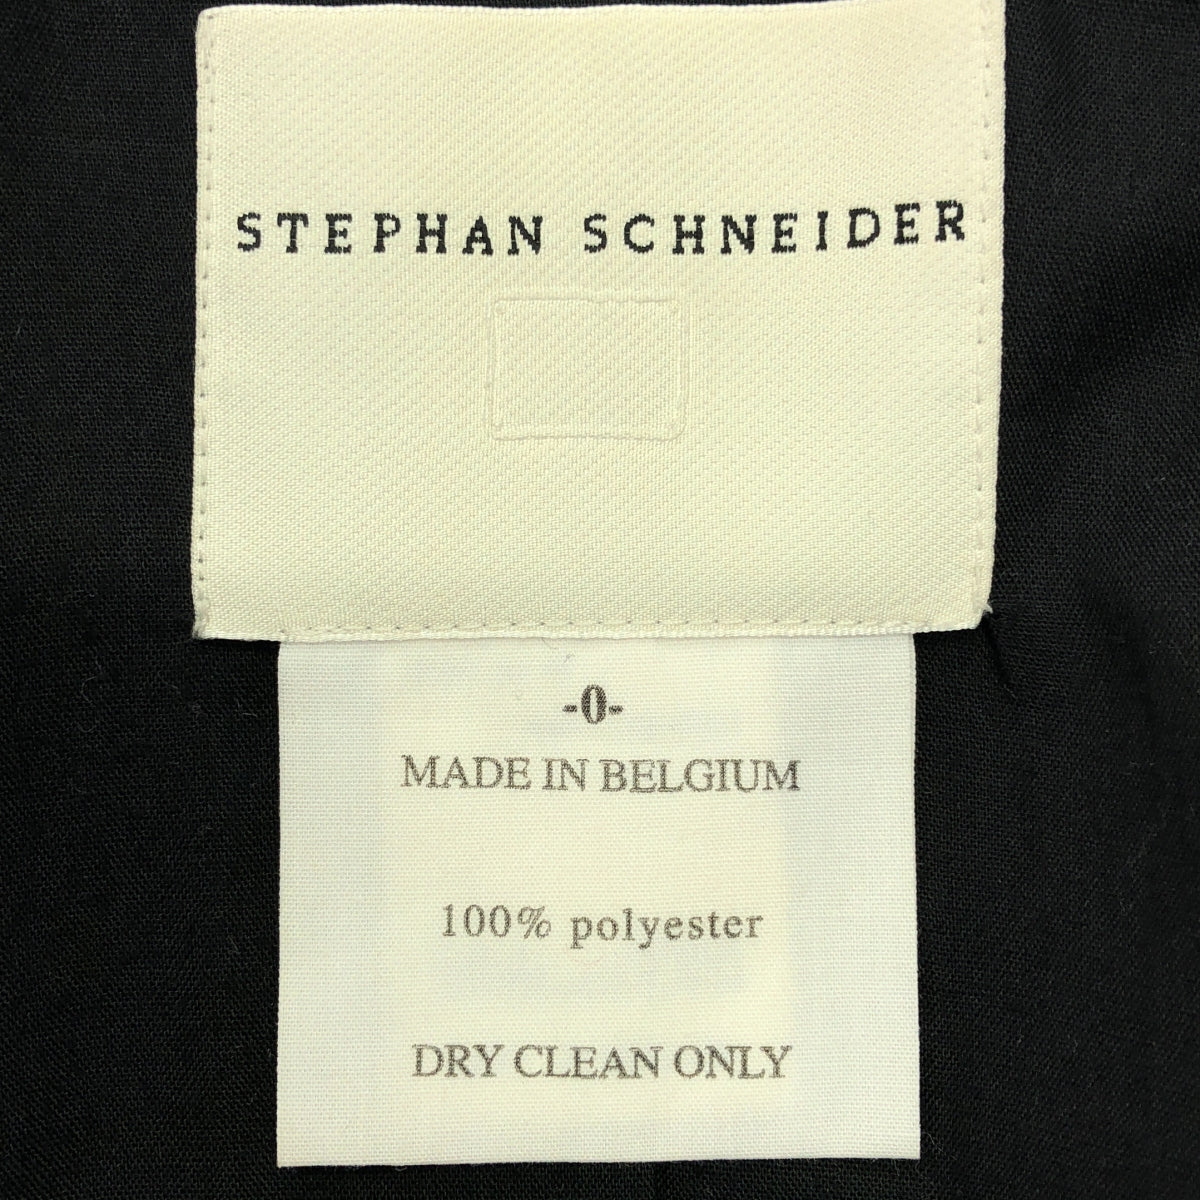 STEPHAN SCHNEIDER
-0-
MADE IN BELGIUM
100% polyester
DRY CLEAN ONLY